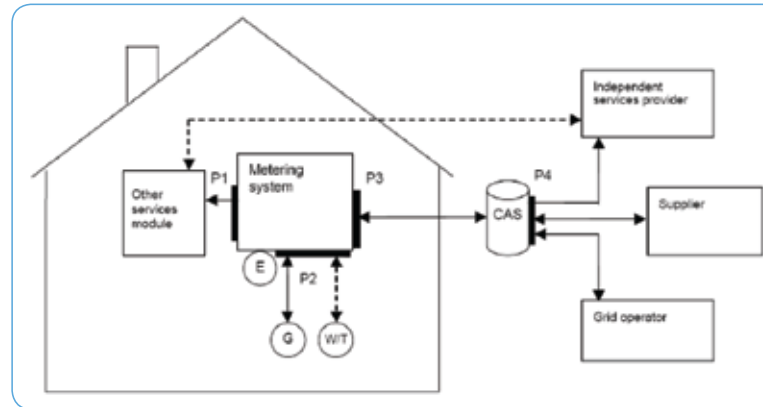 Independent
services provider
P1
Metering
system
P3
P4
Other
services
module
CAS
Supplier
E
P2
G
W/T
Grid operator